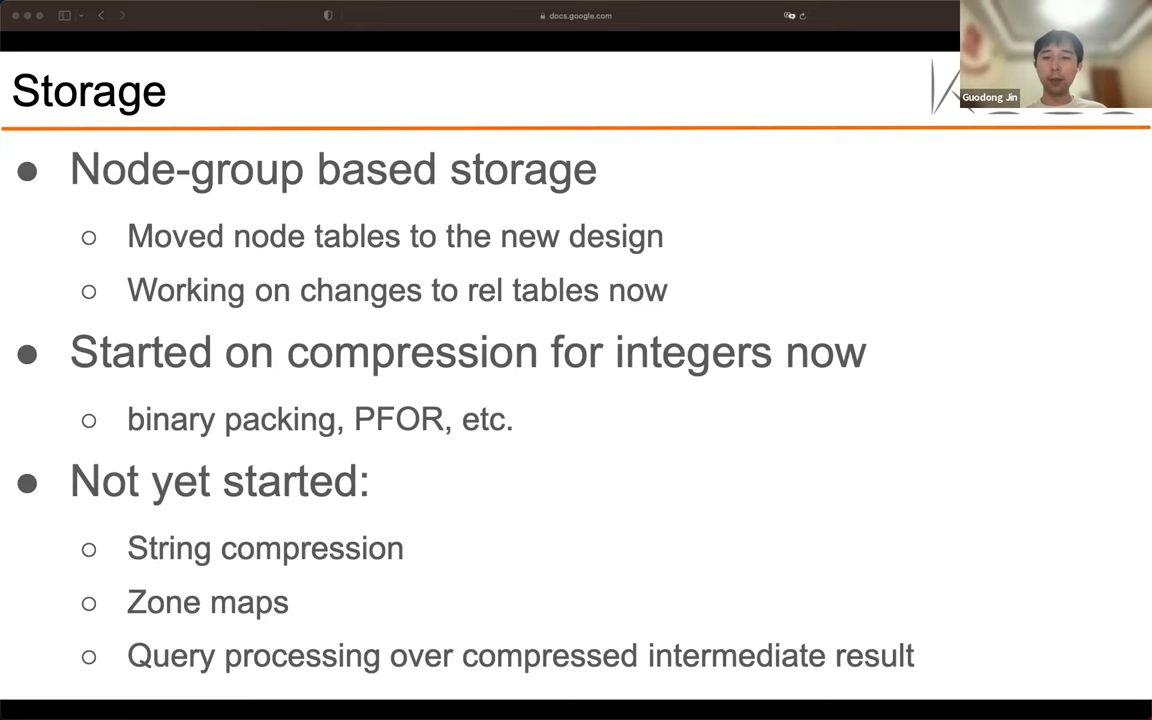 docs.google.com
Guodong Jin
Storage
● Node-group based storage
○ Moved node tables to the new design
○ Working on changes to rel tables now
● Started on compression for integers now
○ binary packing, PFOR, etc.
● Not yet started:
○ String compression
○ Zone maps
○ Query processing over compressed intermediate result